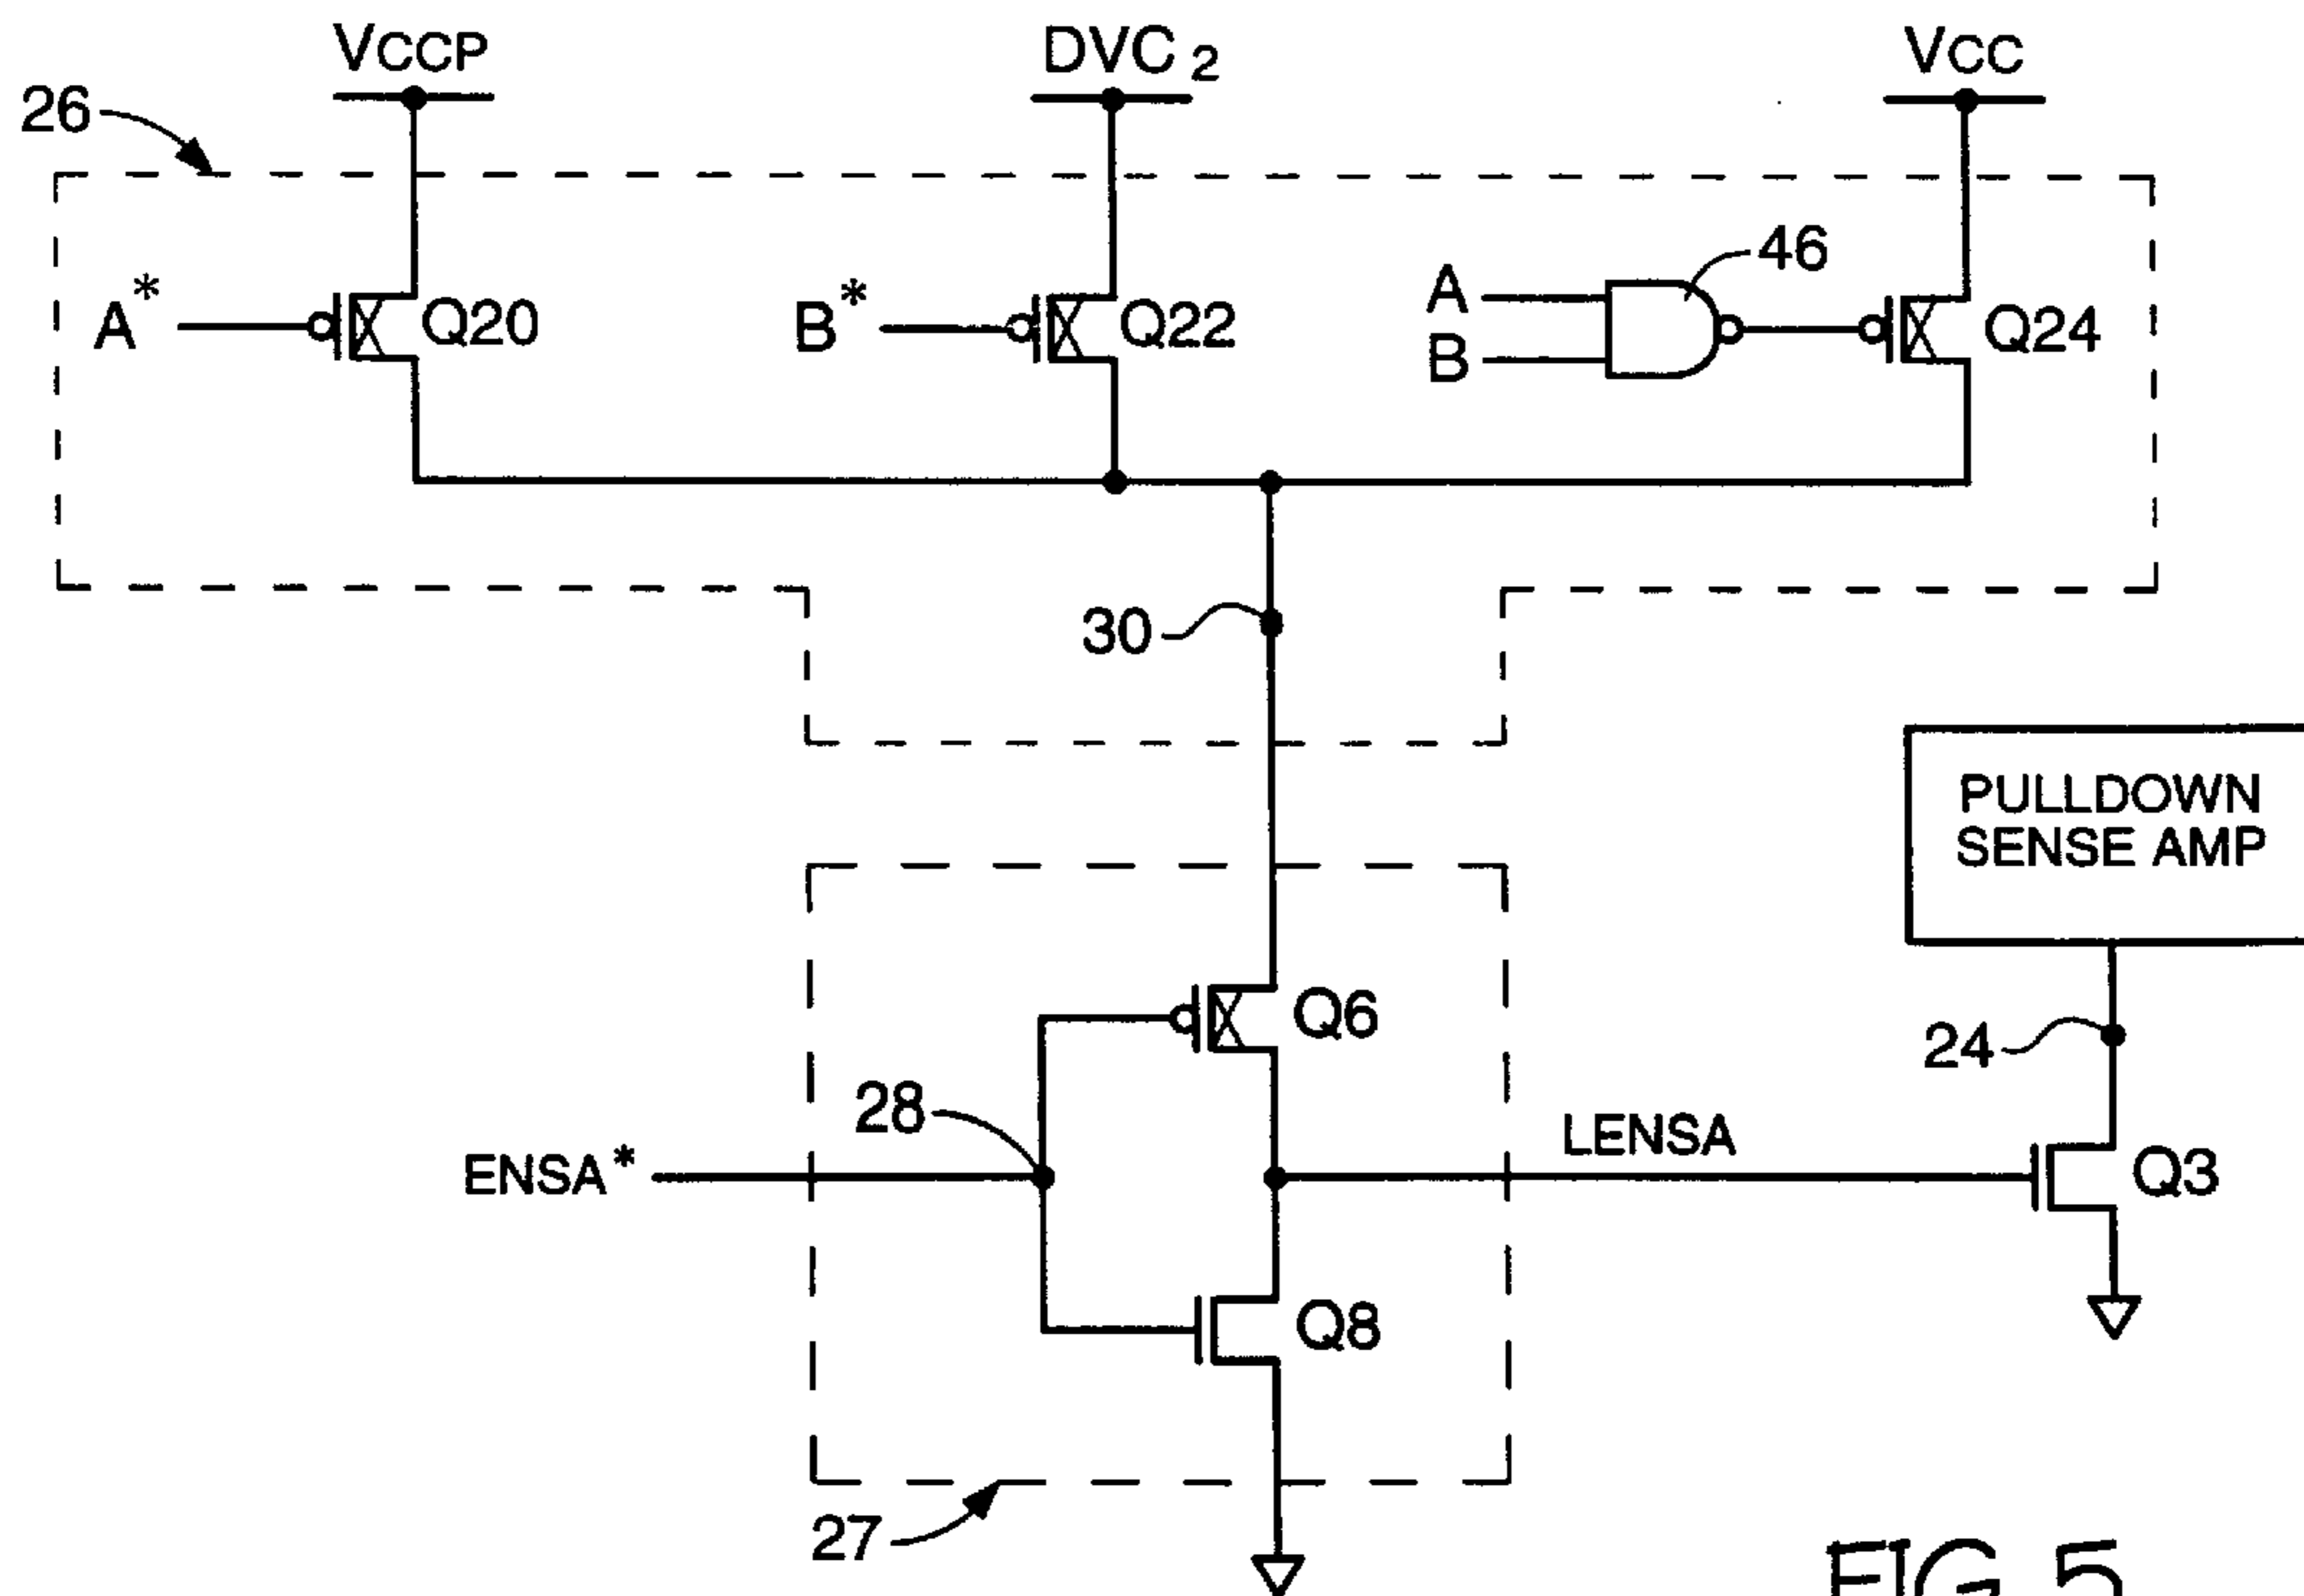 VCCP
DVC2
VCC
26
A*
Q20
B*
Q22
A
B
46
Q24
30
PULLDOWN
SENSE AMP
Q6
24
28
ENSA*
LENSA
Q3
Q8
27
FIG 5